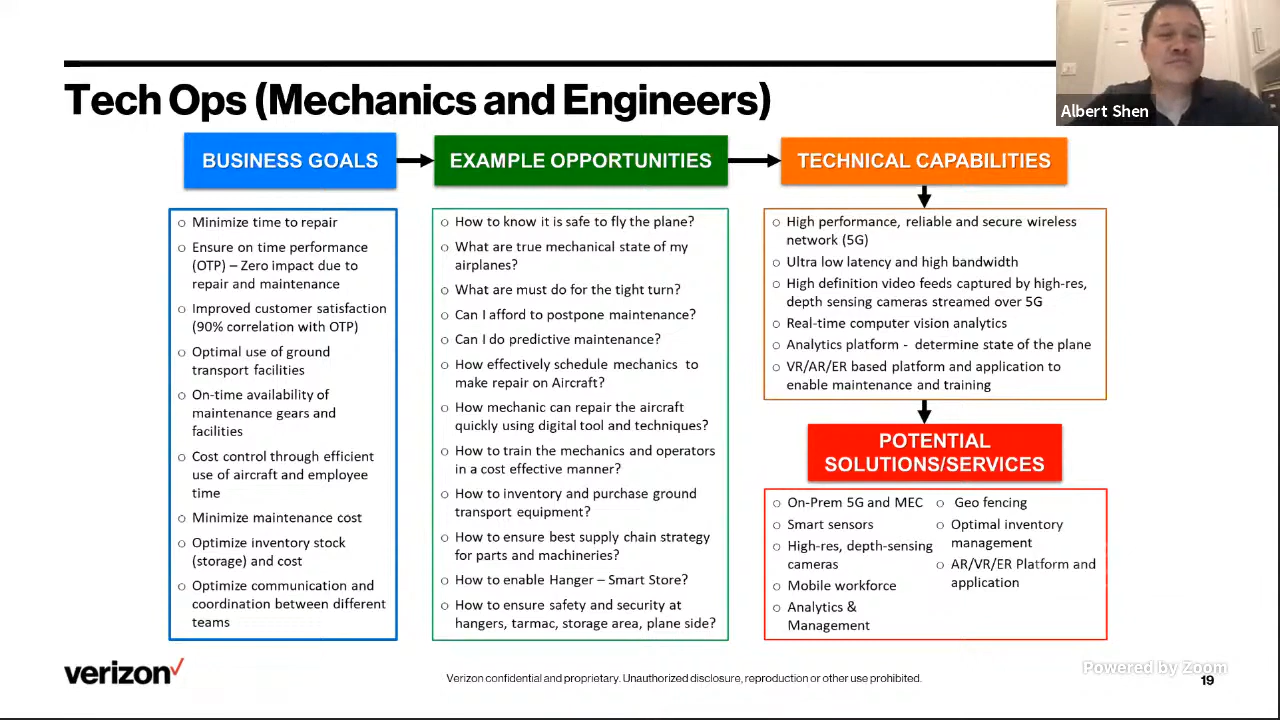 Albert Shen
Tech Ops (Mechanics and Engineers)
BUSINESS GOALS
EXAMPLE OPPORTUNITIES
TECHNICAL CAPABILITIES
○ Minimize time to repair
○ Ensure on time performance
(OTP) – Zero impact due to
repair and maintenance
○ Improved customer satisfaction
(90% correlation with OTP)
○ Optimal use of ground
transport facilities
○ On-time availability of
maintenance gears and
facilities
○ Cost control through efficient
use of aircraft and employee
time
○ Minimize maintenance cost
○ Optimize inventory stock
(storage) and cost
○ Optimize communication and
coordination between different
teams
○ How to know it is safe to fly the plane?
○ What are true mechanical state of my
airplanes?
○ What are must do for the tight turn?
○ Can I afford to postpone maintenance?
○ Can I do predictive maintenance?
○ How effectively schedule mechanics to
make repair on Aircraft?
○ How mechanic can repair the aircraft
quickly using digital tool and techniques?
○ How to train the mechanics and operators
in a cost effective manner?
○ How to inventory and purchase ground
transport equipment?
○ How to ensure best supply chain strategy
for parts and machineries?
○ How to enable Hanger – Smart Store?
○ How to ensure safety and security at
hangers, tarmac, storage area, plane side?
○ High performance, reliable and secure wireless
network (5G)
○ Ultra low latency and high bandwidth
○ High definition video feeds captured by high-res,
depth sensing cameras streamed over 5G
○ Real-time computer vision analytics
○ Analytics platform - determine state of the plane
○ VR/AR/ER based platform and application to
enable maintenance and training
POTENTIAL
SOLUTIONS/SERVICES
○ On-Prem 5G and MEC
○ Smart sensors
○ High-res, depth-sensing
cameras
○ Mobile workforce
○ Analytics &
Management
○ Geo fencing
○ Optimal inventory
management
○ AR/VR/ER Platform and
application
verizon✓
Verizon confidential and proprietary. Unauthorized disclosure, reproduction or other use prohibited.
Powered by Zoom
19